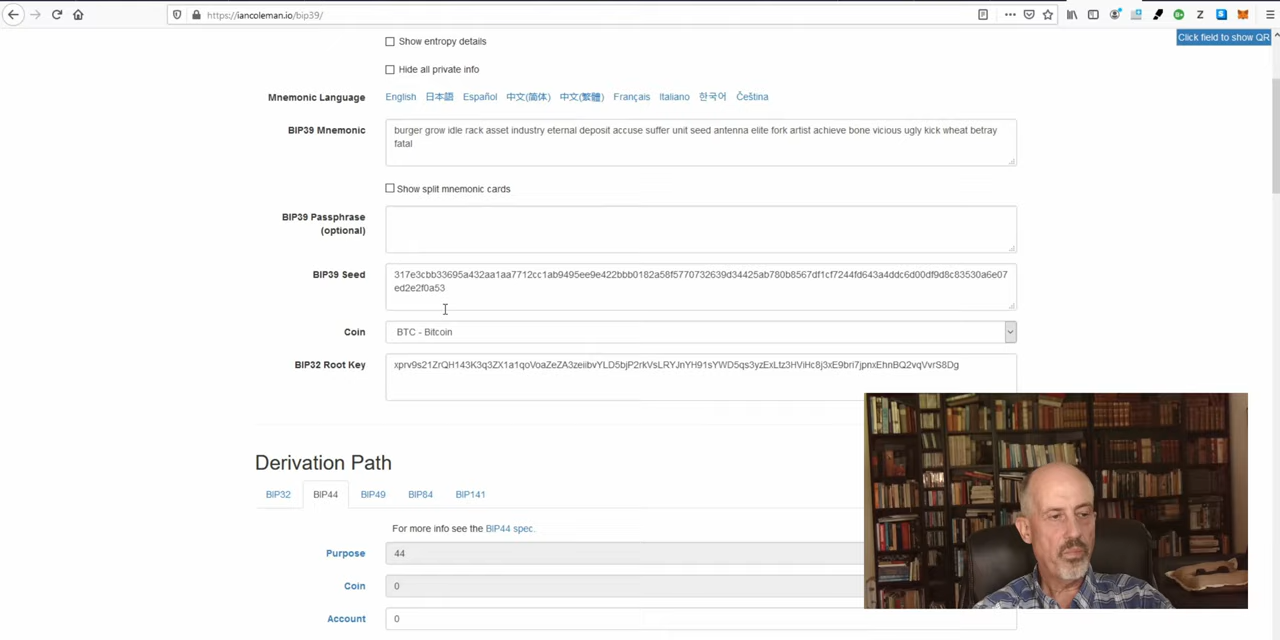 https://iancoleman.io/bip39/
Click field to show QR
Show entropy details
Hide all private info
Mnemonic Language English 日本語 Español 中文(简体) 中文(繁體) Français Italiano 한국어 Čeština
BIP39 Mnemonic burger grow idle rack asset industry eternal deposit accuse suffer unit seed antenna elite fork artist achieve bone vicious ugly kick wheat betray
fatal
Show split mnemonic cards
BIP39 Passphrase
(optional)
BIP39 Seed
ed2e2f0a53
Coin BTC - Bitcoin
BIP32 Root Key
Derivation Path
BIP32 BIP44 BIP49 BIP84 BIP141
For more info see the BIP44 spec.
Purpose 44
Coin 0
Account 0